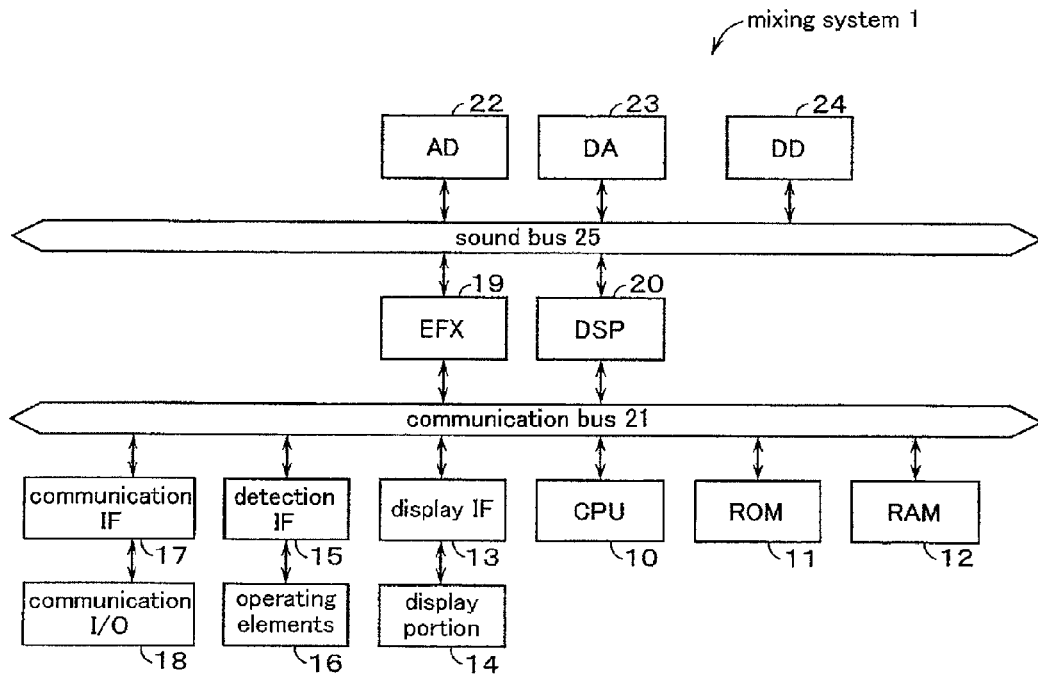 mixing system 1
22
23
24
AD
DA
DD
sound bus 25
19
20
EFX
DSP
communication bus 21
communication
IF
17
detection
IF
15
display IF
13
CPU
10
ROM
11
RAM
12
communication
I/O
18
operating
elements
16
display
portion
14